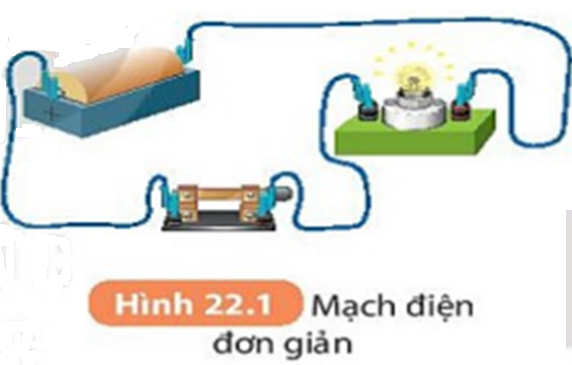 +
Hình 22.1 Mạch điện
đơn giản